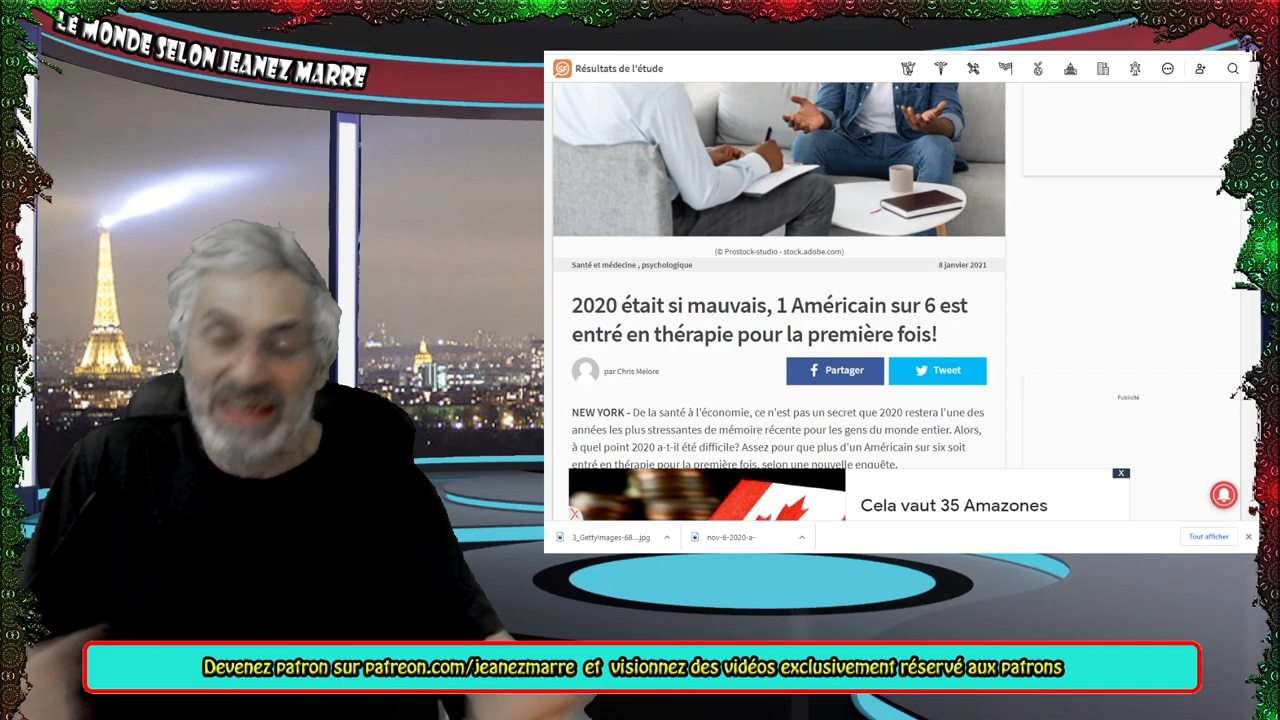 LE MONDE SELON JEANEZ MARRE
SF Résultats de l'étude
(© Prostock-studio - stock.adobe.com)
Santé et médecine , psychologique
8 janvier 2021
2020 était si mauvais, 1 Américain sur 6 est
entré en thérapie pour la première fois!
par Chris Melore
Partager
Tweet
NEW YORK - De la santé à l'économie, ce n'est pas un secret que 2020 restera l'une des
années les plus stressantes de mémoire récente pour les gens du monde entier. Alors,
à quel point 2020 a-t-il été difficile? Assez pour que plus d'un Américain sur six soit
entré en thérapie pour la première fois, selon une nouvelle enquête.
Publicité
X
Cela vaut 35 Amazones
3_GettyImages-68....jpg
nov-6-2020-a-
Tout afficher
Devenez patron sur patreon.com/jeanezmarre et visionnez des vidéos exclusivement réservé aux patrons